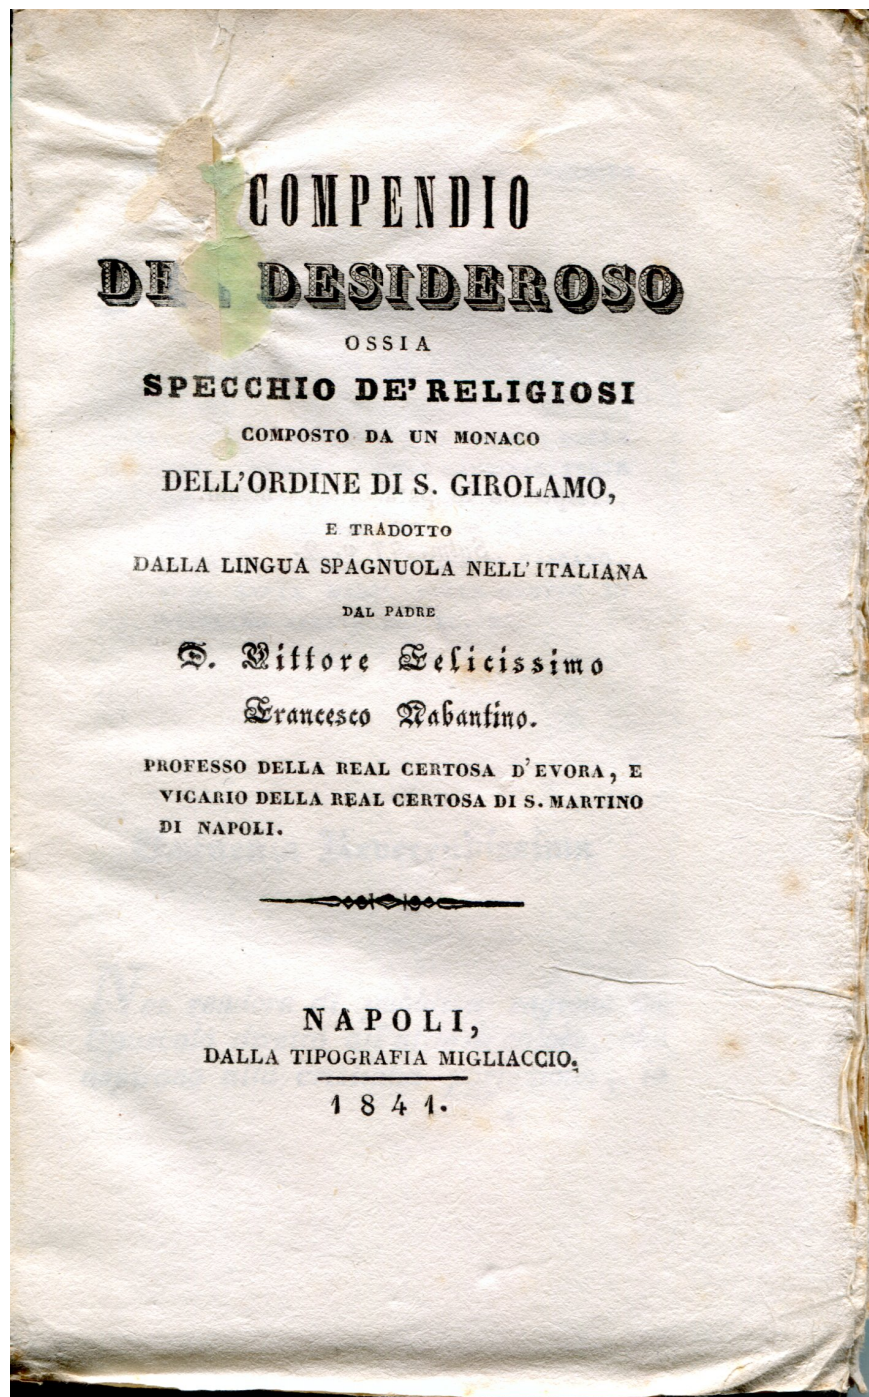 COMPENDIO
DESIDEROSO
OSSIA
SPECCHIO DE' RELIGIOSI
COMPOSTO DA UN MONACO
DELL'ORDINE DI S. GIROLAMO,
E TRADOTTO
DALLA LINGUA SPAGNUOLA NELL'ITALIANA
DAL PADRE
D. Vittore Felicissimo
Francesco Nabantino.
PROFESSO DELLA REAL CERTOSA D'EVORA, E
VICARIO DELLA REAL CERTOSA DI S. MARTINO
DI NAPOLI.
NAPOLI,
DALLA TIPOGRAFIA MIGLIACCIO.
1841.